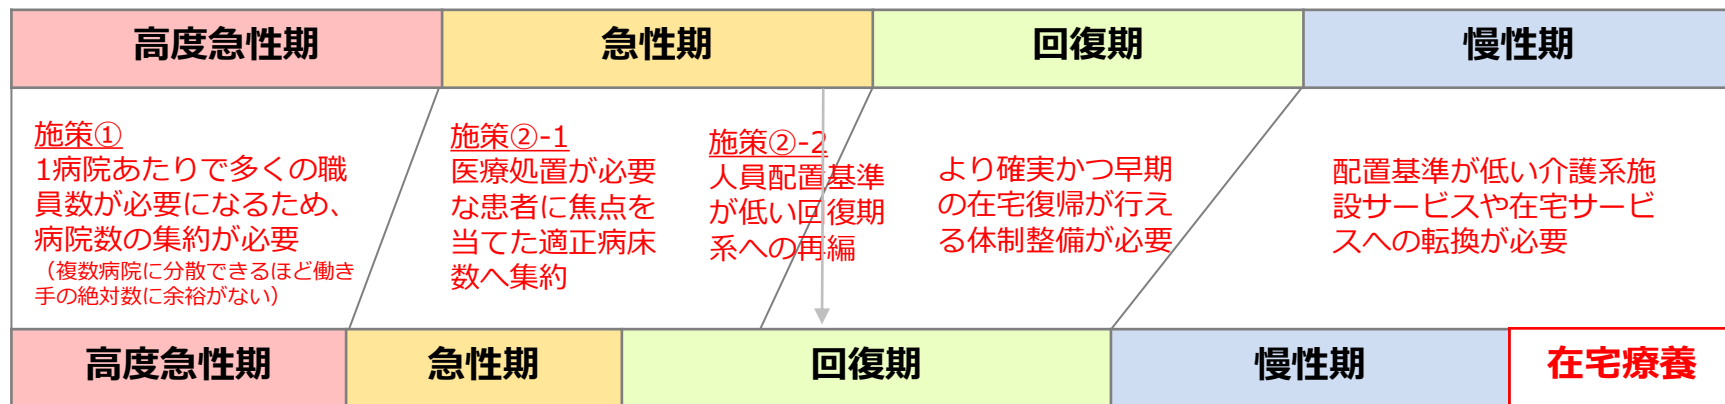 高度急性期
急性期
回復期
慢性期
施策①
1病院あたりで多くの職
員数が必要になるため、
病院数の集約が必要
（複数病院に分散できるほど働き
手の絶対数に余裕がない）
施策②-1
医療処置が必要
な患者に焦点を
当てた適正病床
数へ集約
施策②-2
人員配置基準
が低い回復期
系への再編
より確実かつ早期
の在宅復帰が行え
る体制整備が必要
配置基準が低い介護系施
設サービスや在宅サービ
スへの転換が必要
高度急性期
急性期
回復期
慢性期
在宅療養